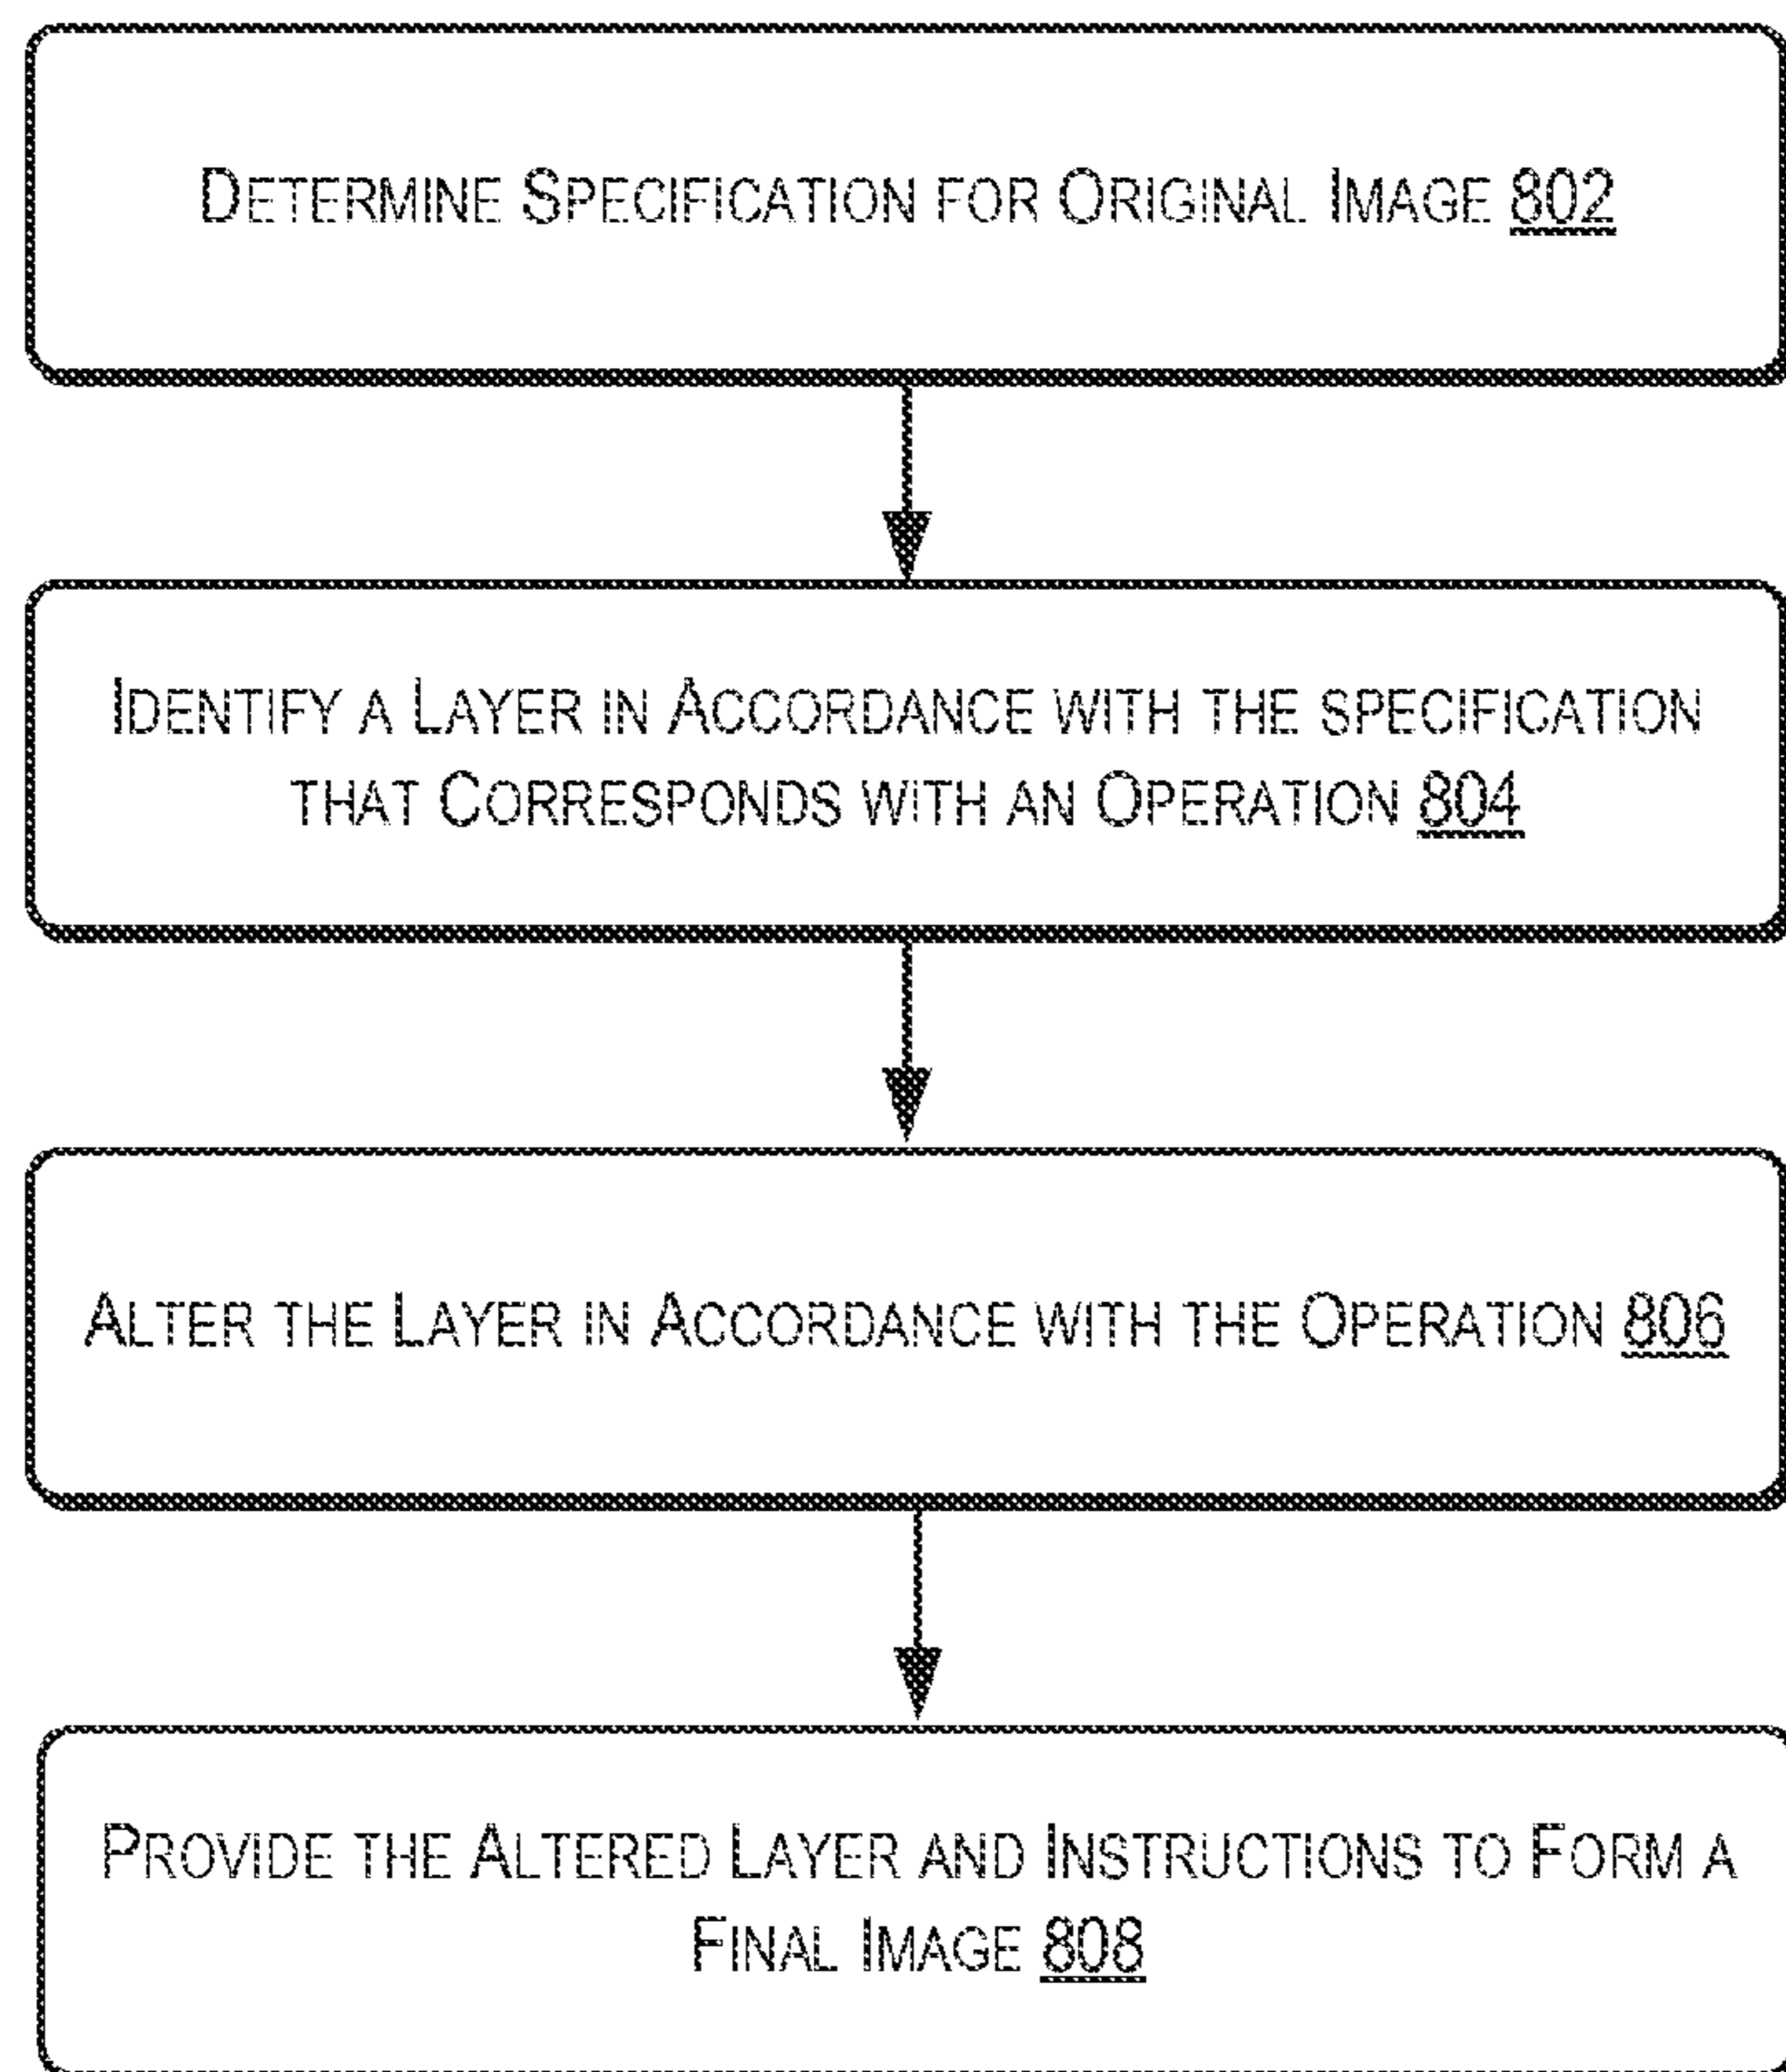 DETERMINE SPECIFICATION FOR ORIGINAL IMAGE 802
IDENTIFY A LAYER IN ACCORDANCE WITH THE SPECIFICATION
THAT CORRESPONDS WITH AN OPERATION 804
ALTER THE LAYER IN ACCORDANCE WITH THE OPERATION 806
PROVIDE THE ALTERED LAYER AND INSTRUCTIONS TO FORM A
FINAL IMAGE 808